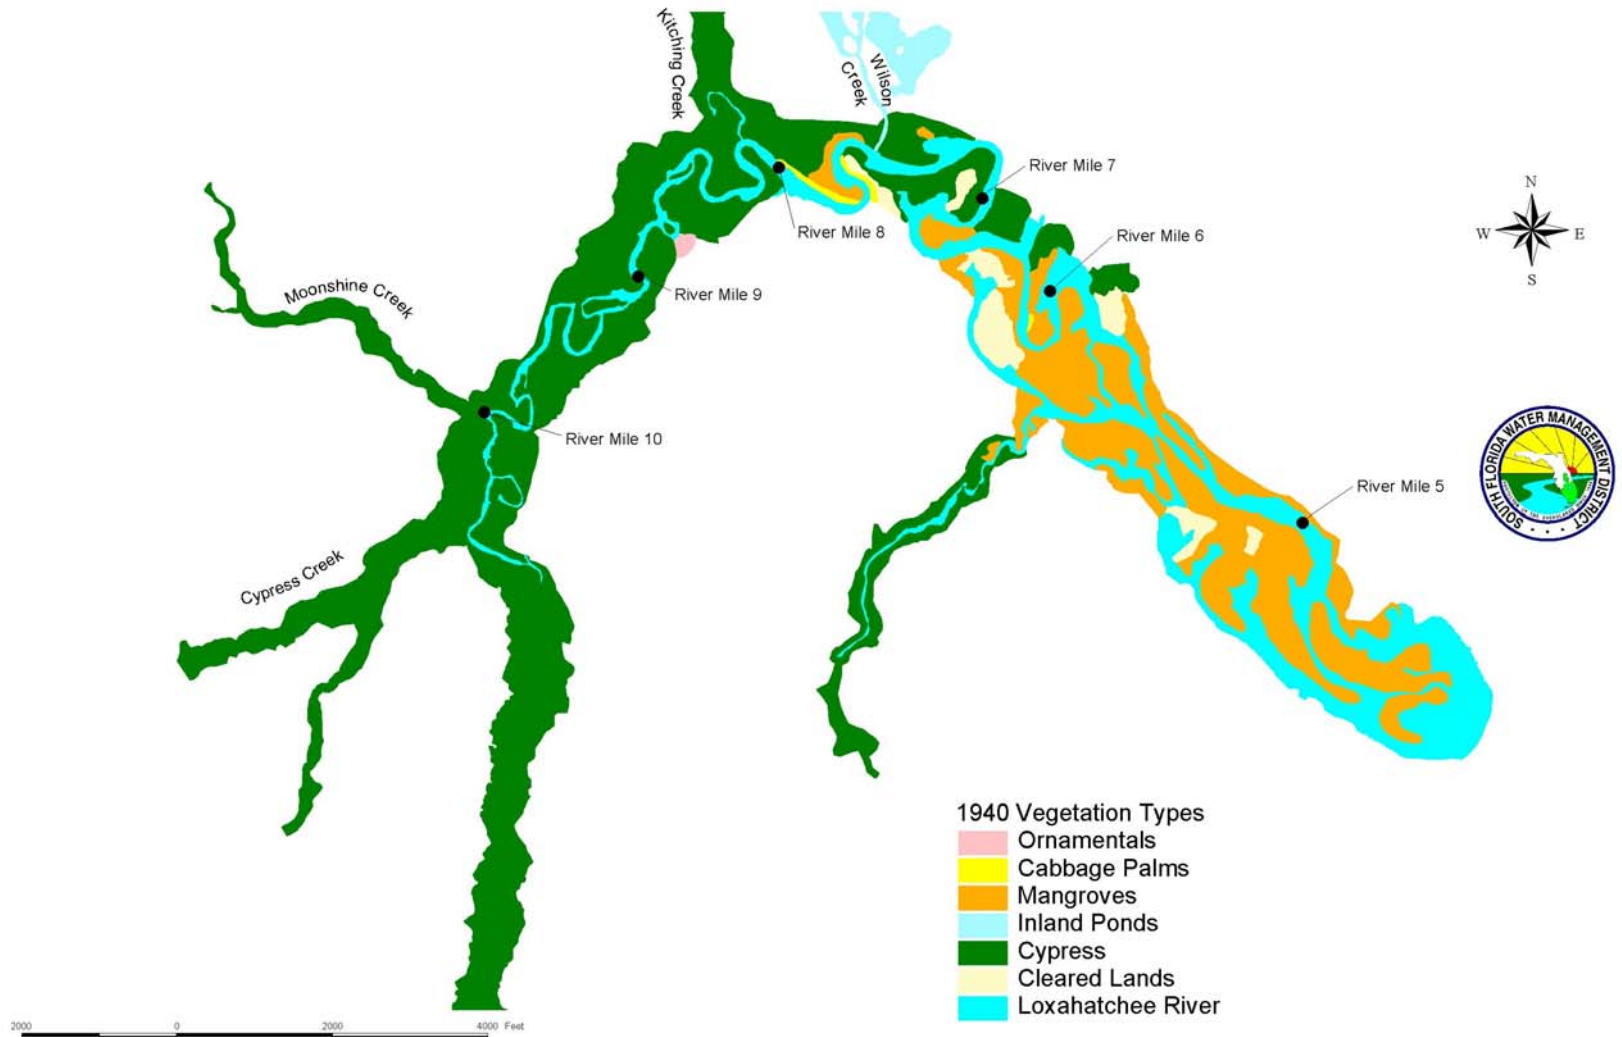 Kitching Creek
Wilson
Creek
River Mile 7
N
W
E
S
River Mile 8
River Mile 6
River Mile 9
Moonshine Creek
River Mile 10
SOUTH FLORIDA WATER MANAGEMENT DISTRICT
River Mile 5
Cypress Creek
1940 Vegetation Types
Ornamentals
Cabbage Palms
Mangroves
Inland Ponds
Cypress
Cleared Lands
Loxahatchee River
2000 0 2000 4000 Feet